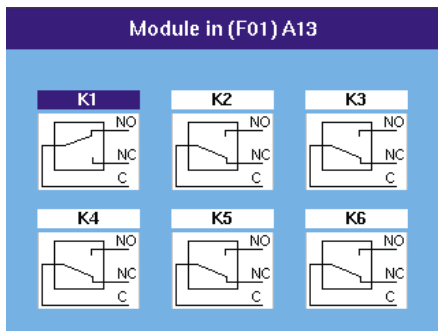 Module in (F01) A13
K1 K2 K3
NO NO NO
NC NC NC
C C C
K4 K5 K6
NO NO NO
NC NC NC
C C C